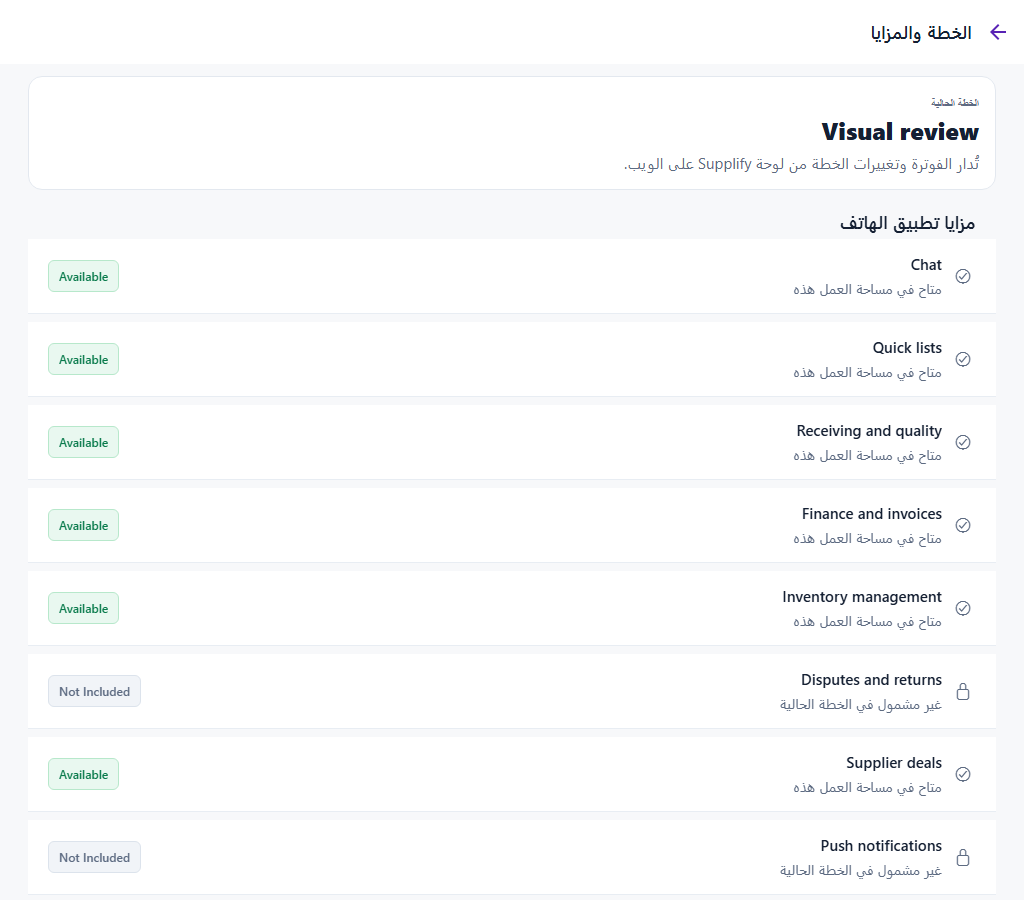 الخطة والمزايا
الخطة الحالية
Visual review
تُدار الفوترة وتغييرات الخطة من لوحة Supplify على الويب.
مزايا تطبيق الهاتف
Chat
متاح في مساحة العمل هذه
Available
Quick lists
متاح في مساحة العمل هذه
Available
Receiving and quality
متاح في مساحة العمل هذه
Available
Finance and invoices
متاح في مساحة العمل هذه
Available
Inventory management
متاح في مساحة العمل هذه
Available
Disputes and returns
غير مشمول في الخطة الحالية
Not Included
Supplier deals
متاح في مساحة العمل هذه
Available
Push notifications
غير مشمول في الخطة الحالية
Not Included